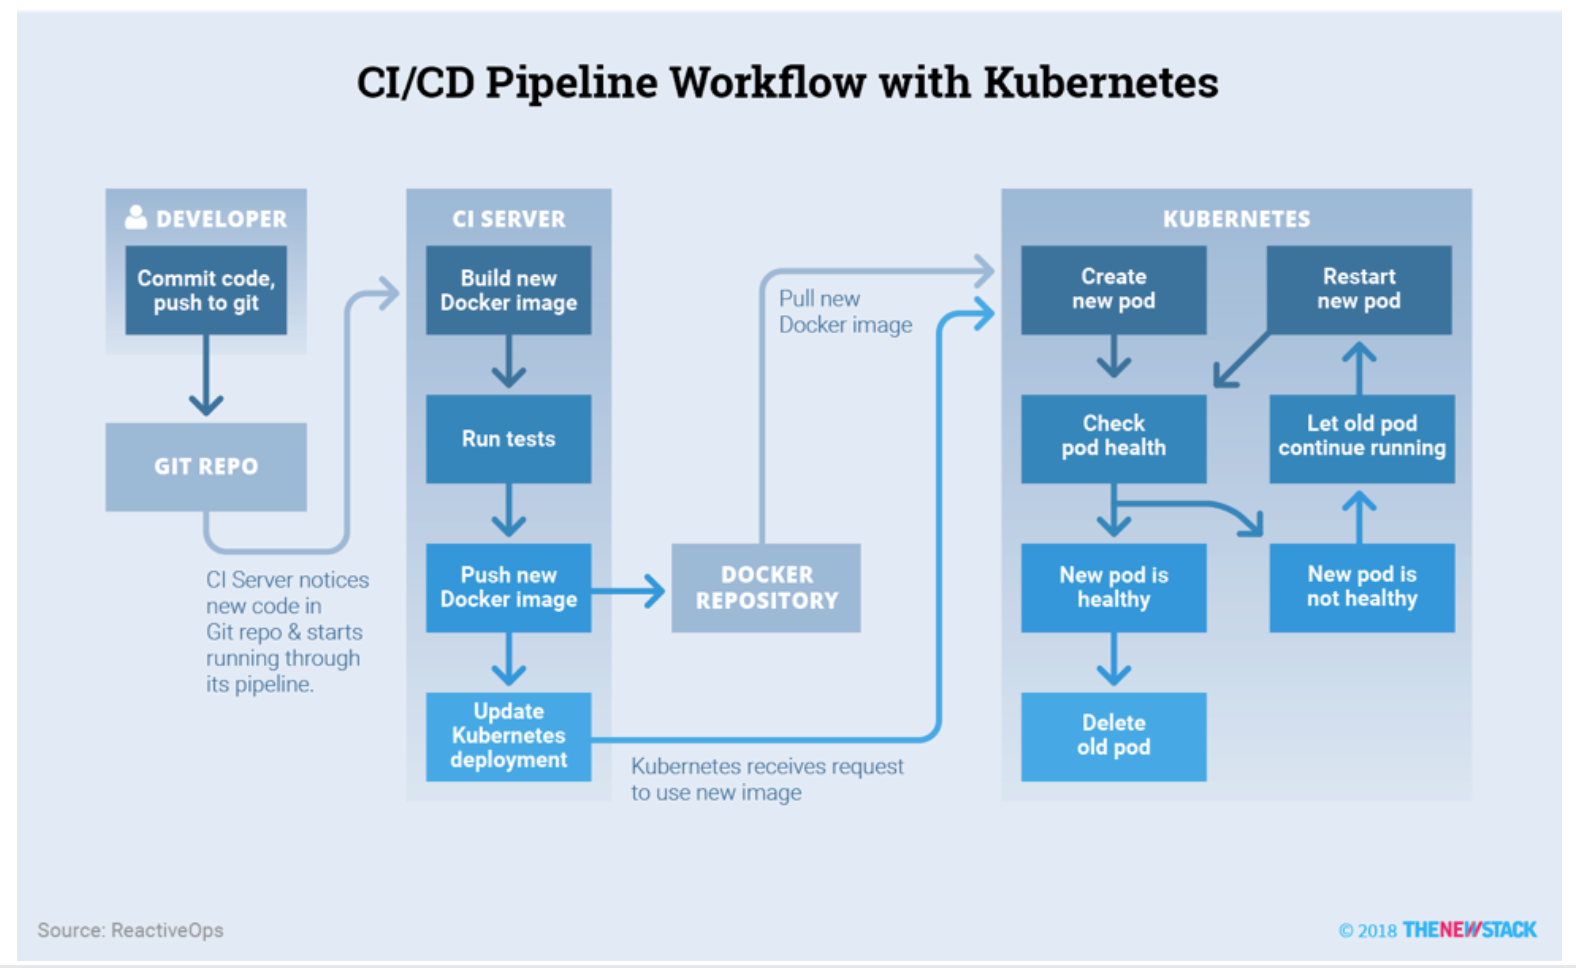 CI/CD Pipeline Workflow with Kubernetes
DEVELOPER
Commit code,
push to git
GIT REPO
CI Server notices
new code in
Git repo & starts
running through
its pipeline.
CI SERVER
Build new
Docker image
Run tests
Push new
Docker image
Update
Kubernetes
deployment
DOCKER
REPOSITORY
Pull new
Docker image
Kubernetes receives request
to use new image
KUBERNETES
Create
new pod
Restart
new pod
Check
pod health
Let old pod
continue running
New pod is
healthy
New pod is
not healthy
Delete
old pod
Source: ReactiveOps
© 2018 THENEWSTACK